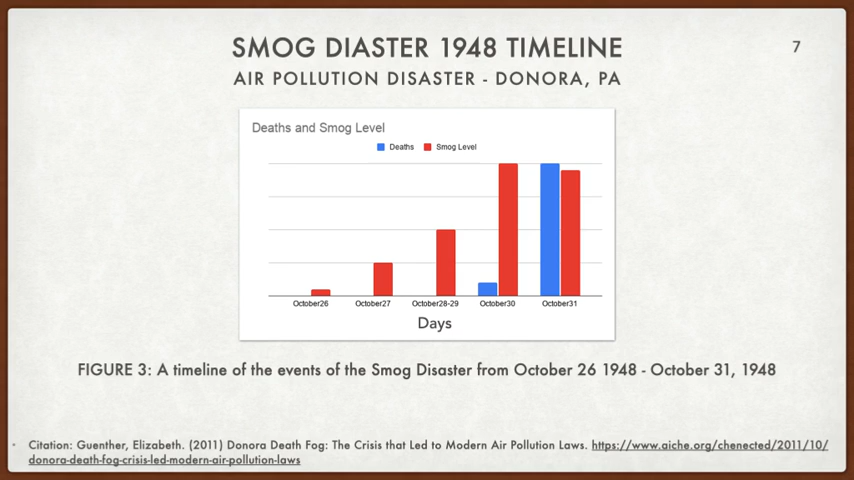 SMOG DIASTER 1948 TIMELINE
7
AIR POLLUTION DISASTER - DONORA, PA
Deaths and Smog Level
Deaths Smog Level
October26 October27 October28-29 October30 October31
Days
FIGURE 3: A timeline of the events of the Smog Disaster from October 26 1948 - October 31, 1948
• Citation: Guenther, Elizabeth. (2011) Donora Death Fog: The Crisis that Led to Modern Air Pollution Laws. https://www.aiche.org/chenected/2011/10/
donora-death-fog-crisis-led-modern-air-pollution-laws